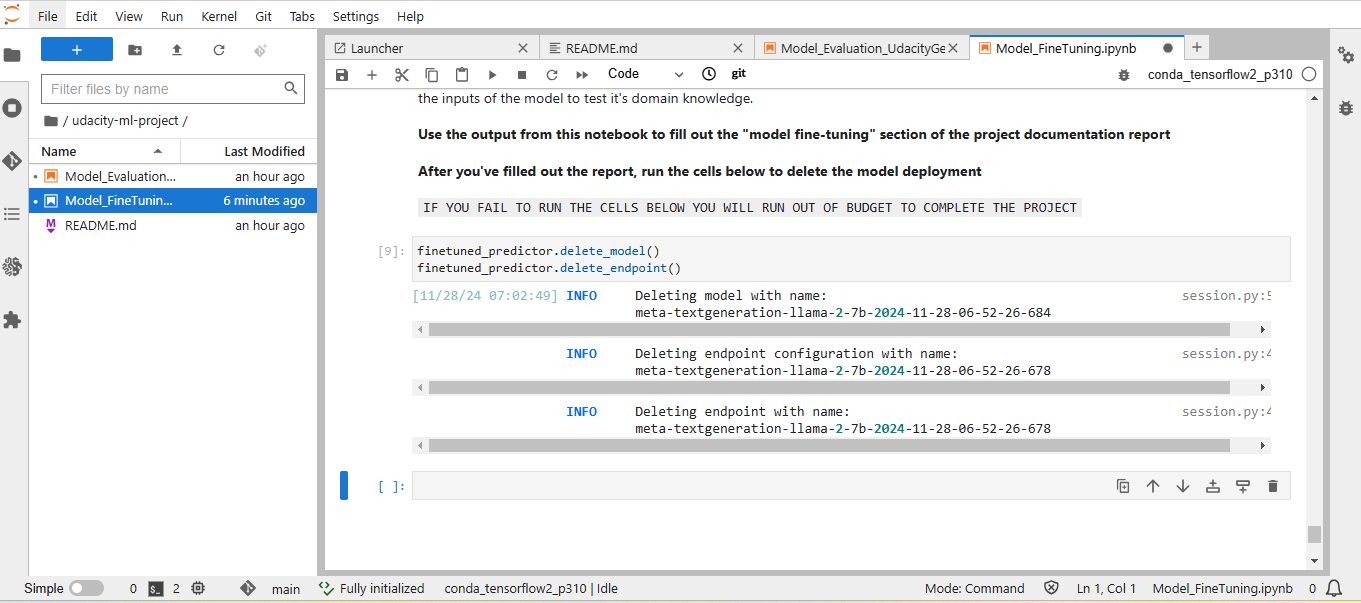 File Edit View Run Kernel Git Tabs Settings Help
Launcher
README.md
Model_Evaluation_UdacityGe
Model_FineTuning.ipynb
Code
git
conda_tensorflow2_p310
Filter files by name
/ udacity-ml-project /
Name Last Modified
Model_Evaluation... an hour ago
Model_FineTunin... 6 minutes ago
README.md an hour ago
the inputs of the model to test it's domain knowledge.
Use the output from this notebook to fill out the "model fine-tuning" section of the project documentation report
After you've filled out the report, run the cells below to delete the model deployment
IF YOU FAIL TO RUN THE CELLS BELOW YOU WILL RUN OUT OF BUDGET TO COMPLETE THE PROJECT
[9]: finetuned_predictor.delete_model()
finetuned_predictor.delete_endpoint()
[11/28/24 07:02:49] INFO Deleting model with name: session.py:5
meta-textgeneration-llama-2-7b-2024-11-28-06-52-26-684
INFO Deleting endpoint configuration with name: session.py:4
meta-textgeneration-llama-2-7b-2024-11-28-06-52-26-678
INFO Deleting endpoint with name: session.py:4
meta-textgeneration-llama-2-7b-2024-11-28-06-52-26-678
[ ]:
Simple 0 $_ 2 main Fully initialized conda_tensorflow2_p310 | Idle Mode: Command Ln 1, Col 1 Model_FineTuning.ipynb 0